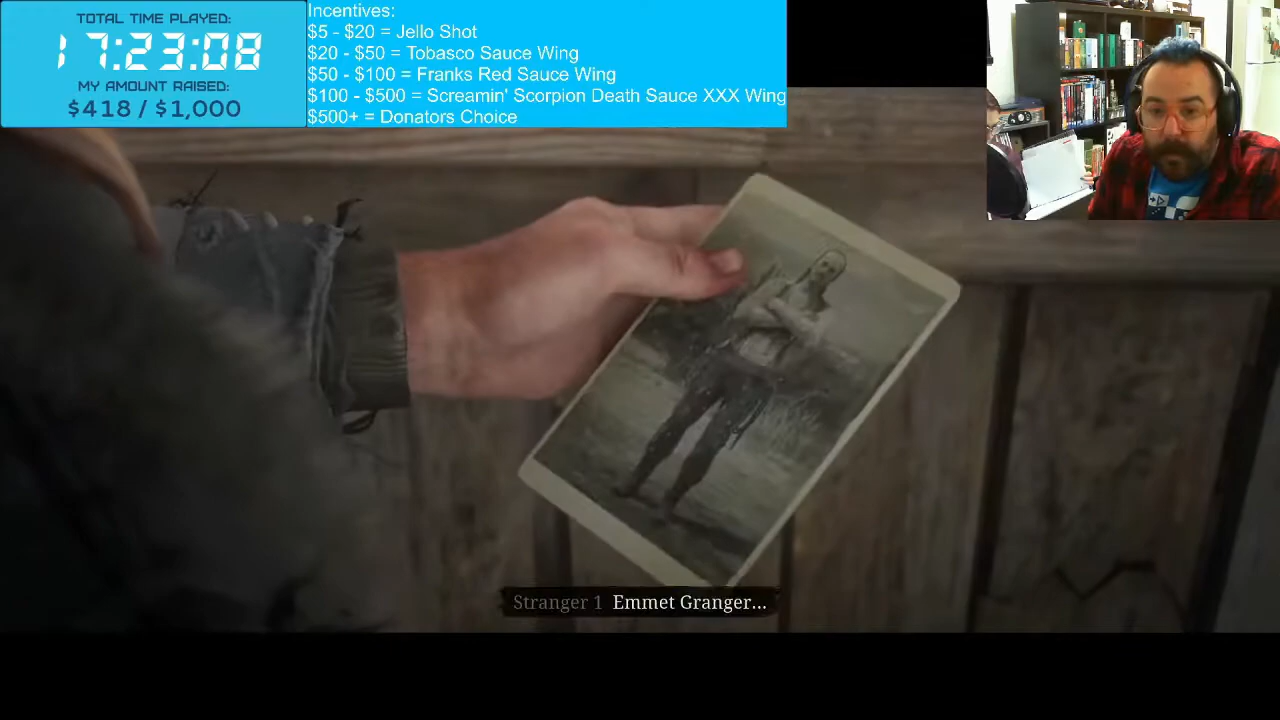 TOTAL TIME PLAYED:
17:23:08
MY AMOUNT RAISED:
$418 / $1,000
Incentives:
$5 - $20 = Jello Shot
$20 - $50 = Tobasco Sauce Wing
$50 - $100 = Franks Red Sauce Wing
$100 - $500 = Screamin' Scorpion Death Sauce XXX Wing
$500+ = Donators Choice
Stranger 1 Emmet Granger...